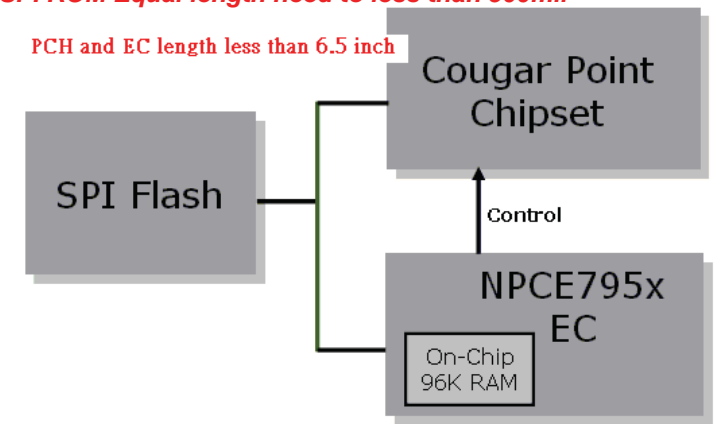 PCH and EC length less than 6.5 inch
Cougar Point
Chipset
SPI Flash
Control
NPCE795x
EC
On-Chip
96K RAM